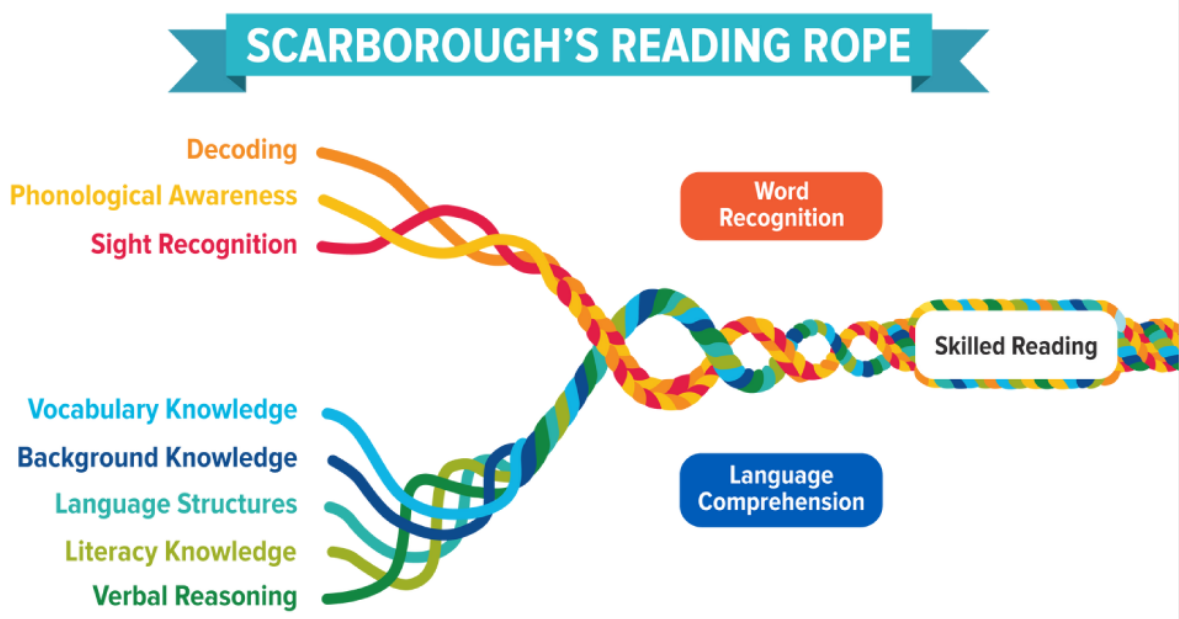 SCARBOROUGH'S READING ROPE
Decoding
Phonological Awareness
Sight Recognition
Word
Recognition
Skilled Reading
Vocabulary Knowledge
Background Knowledge
Language Structures
Literacy Knowledge
Verbal Reasoning
Language
Comprehension